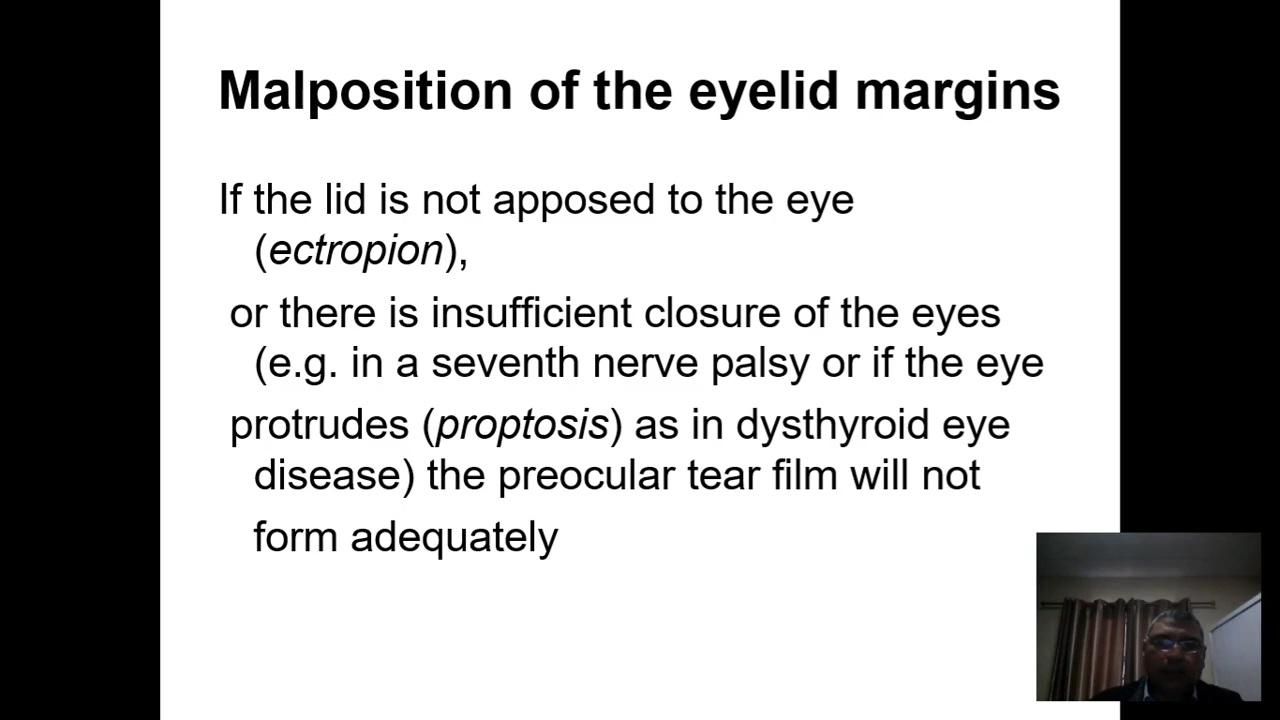 Malposition of the eyelid margins
If the lid is not apposed to the eye
(ectropion),
or there is insufficient closure of the eyes
(e.g. in a seventh nerve palsy or if the eye
protrudes (proptosis) as in dysthyroid eye
disease) the preocular tear film will not
form adequately